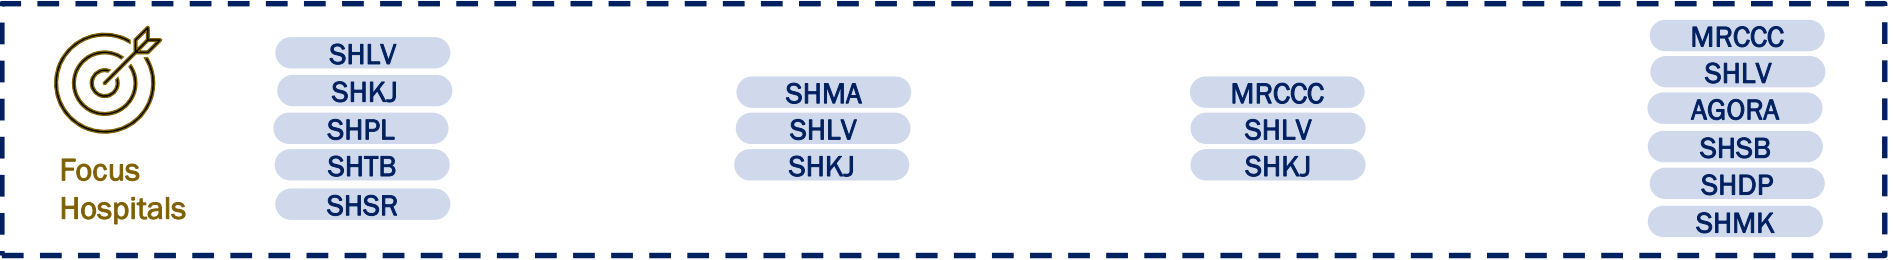 Focus
Hospitals
SHLV
SHKJ
SHPL
SHTB
SHSR
SHMA
SHLV
SHKJ
MRCCC
SHLV
SHKJ
MRCCC
SHLV
AGORA
SHSB
SHDP
SHMK